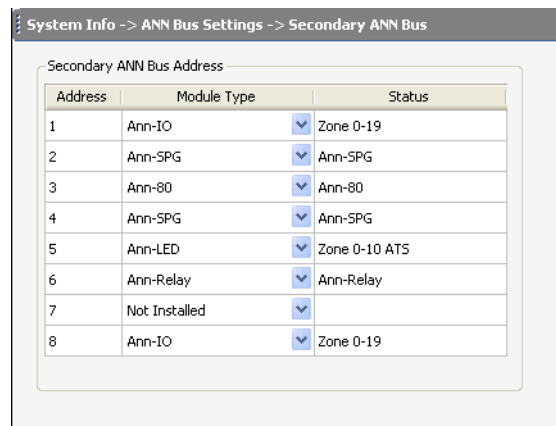 System Info -> ANN Bus Settings -> Secondary ANN Bus
Secondary ANN Bus Address
Address Module Type Status
1 Ann-IO Zone 0-19
2 Ann-SPG Ann-SPG
3 Ann-80 Ann-80
4 Ann-SPG Ann-SPG
5 Ann-LED Zone 0-10 ATS
6 Ann-Relay Ann-Relay
7 Not Installed
8 Ann-IO Zone 0-19